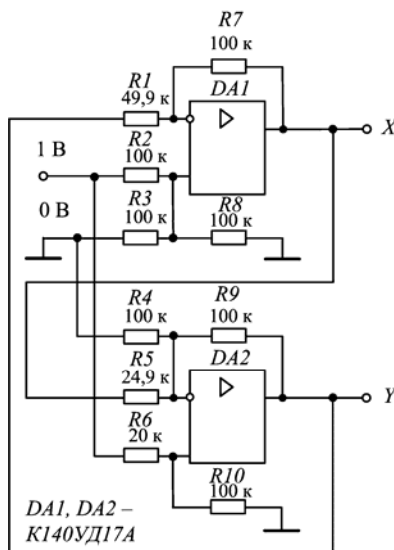 R7
100 к
R1
49,9 к
DA1
X
1 В
R2
100 к
0 В
R3
100 к
R8
100 к
R4
100 к
R9
100 к
R5
24,9 к
DA2
Y
R6
20 к
R10
100 к
DA1, DA2 –
К140УД17А